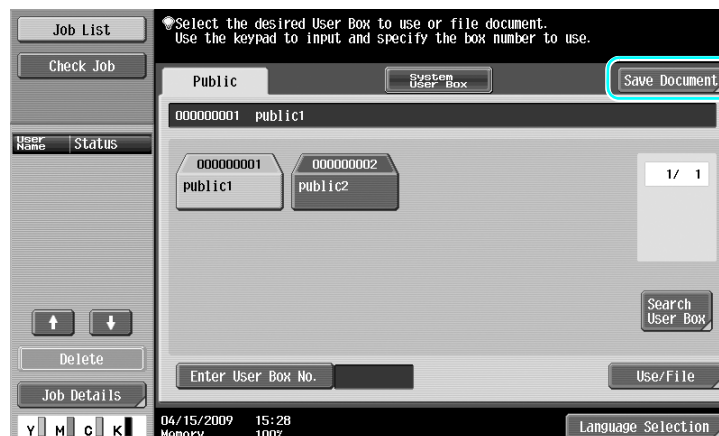 Job List
Check Job
User Name
Status
Delete
Job Details
Y M C K
Select the desired User Box to use or file document.
Use the keypad to input and specify the box number to use.
Public
System User Box
Save Document
000000001 public1
000000001
public1
000000002
public2
1/ 1
Search
User Box
Enter User Box No.
Use/File
04/15/2009 15:28
Memory 100%
Language Selection